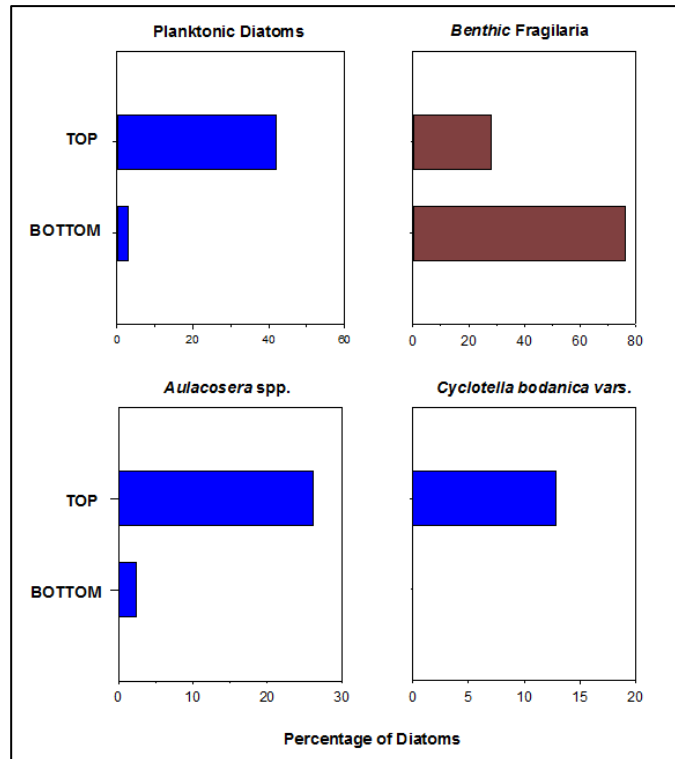 Planktonic Diatoms
Benthic Fragilaria
TOP
BOTTOM
0 20 40 60
0 20 40 60 80
Aulacosera spp.
Cyclotella bodanica vars.
TOP
BOTTOM
0 10 20 30
0 5 10 15 20
Percentage of Diatoms